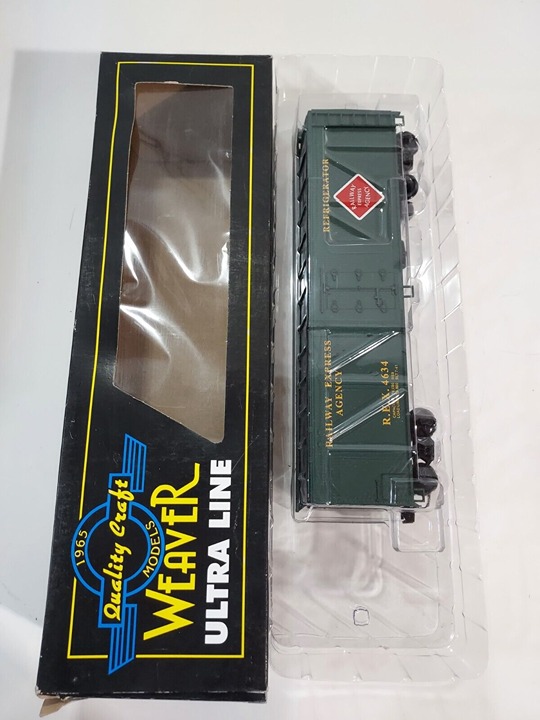 1965
Quality Craft
MODELS
WEAVER
ULTRA LINE
RAILWAY EXPRESS
AGENCY
R.E.X. 4634
REFRIGERATOR
RAILWAY
EXPRESS
AGENCY